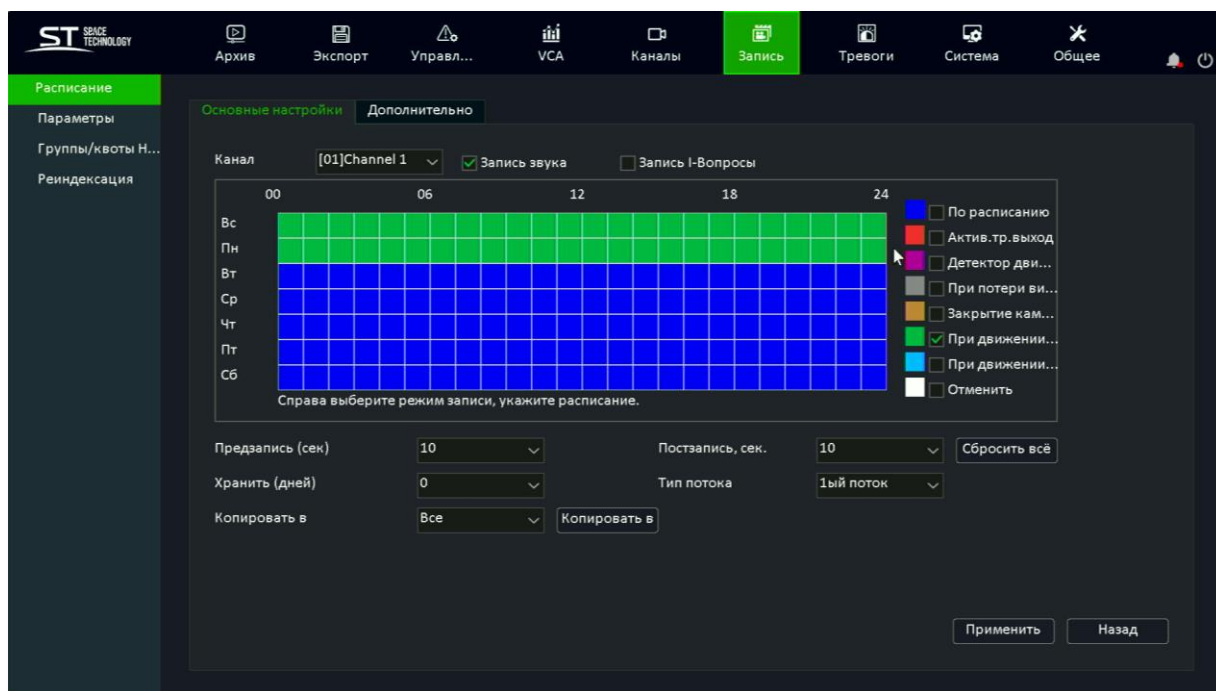 ST SPACE TECHNOLOGY
Архив Экспорт Управл... VCA Каналы Запись Тревоги Система Общее
Расписание
Параметры
Группы/квоты Н...
Реиндексация
Основные настройки Дополнительно
Канал [01]Channel 1 Запись звука Запись I-Вопросы
00 06 12 18 24
Вс
Пн
Вт
Ср
Чт
Пт
Сб
По расписанию
Актив.тр.выход
Детектор дви...
При потери ви...
Закрытие кам...
При движении...
При движении...
Отменить
Справа выберите режим записи, укажите расписание.
Предзапись (сек) 10 Постзапись, сек. 10 Сбросить всё
Хранить (дней) 0 Тип потока 1ый поток
Копировать в Все Копировать в
Применить Назад